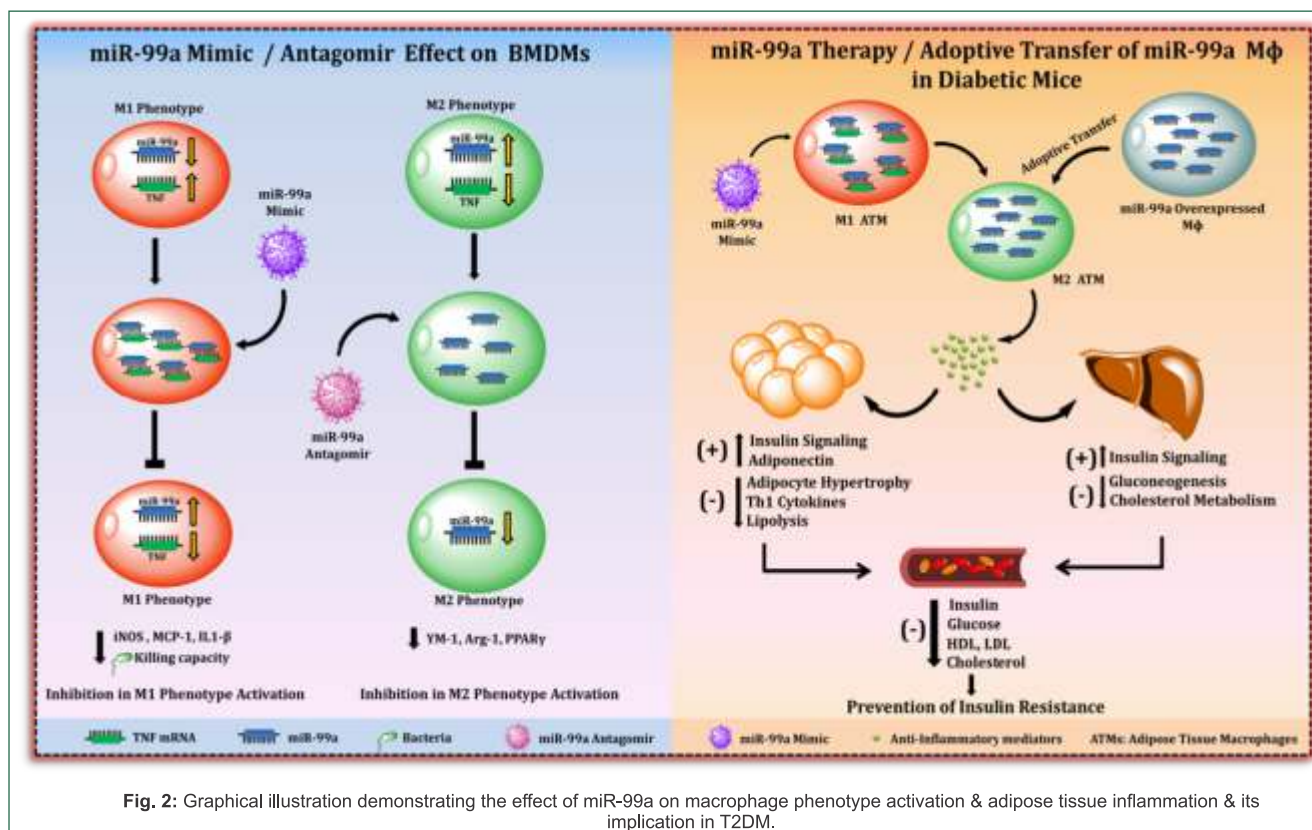 miR-99a Mimic / Antagomir Effect on BMDMs
M1 Phenotype
miR-99a
TNF
M2 Phenotype
miR-99a
TNF
miR-99a
Mimic
miR-99a
Antagomir
miR-99a
TNF
M1 Phenotype
miR-99a
M2 Phenotype
iNOS , MCP-1, IL1-β
Killing capacity
YM-1, Arg-1, PPARγ
Inhibition in M1 Phenotype Activation
Inhibition in M2 Phenotype Activation
TNF mRNA
miR-99a
Bacteria
miR-99a Antagomir
miR-99a Therapy / Adoptive Transfer of miR-99a Mϕ
in Diabetic Mice
miR-99a
Mimic
M1 ATM
Adoptive Transfer
miR-99a Overexpressed
Mϕ
M2 ATM
(+)
Insulin Signaling
Adiponectin
(-)
Adipocyte Hypertrophy
Th1 Cytokines
Lipolysis
(+)
Insulin Signaling
(-)
Gluconeogenesis
Cholesterol Metabolism
(-)
Insulin
Glucose
HDL, LDL
Cholesterol
Prevention of Insulin Resistance
miR-99a Mimic
Anti-Inflammatory mediators
ATMs: Adipose Tissue Macrophages
Fig. 2: Graphical illustration demonstrating the effect of miR-99a on macrophage phenotype activation & adipose tissue inflammation & its
implication in T2DM.